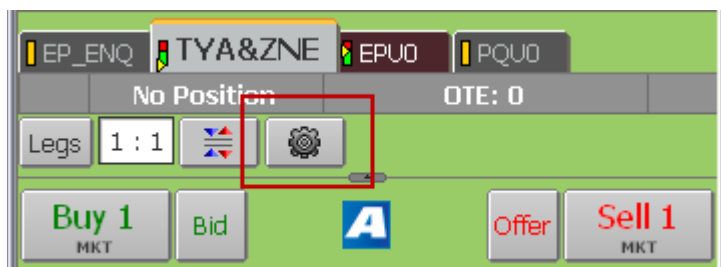 EP_ENQ TYA&ZNE EPU0 PQU0
No Position OTE: 0
Legs 1 : 1
Buy 1 Bid A Offer Sell 1
MKT MKT